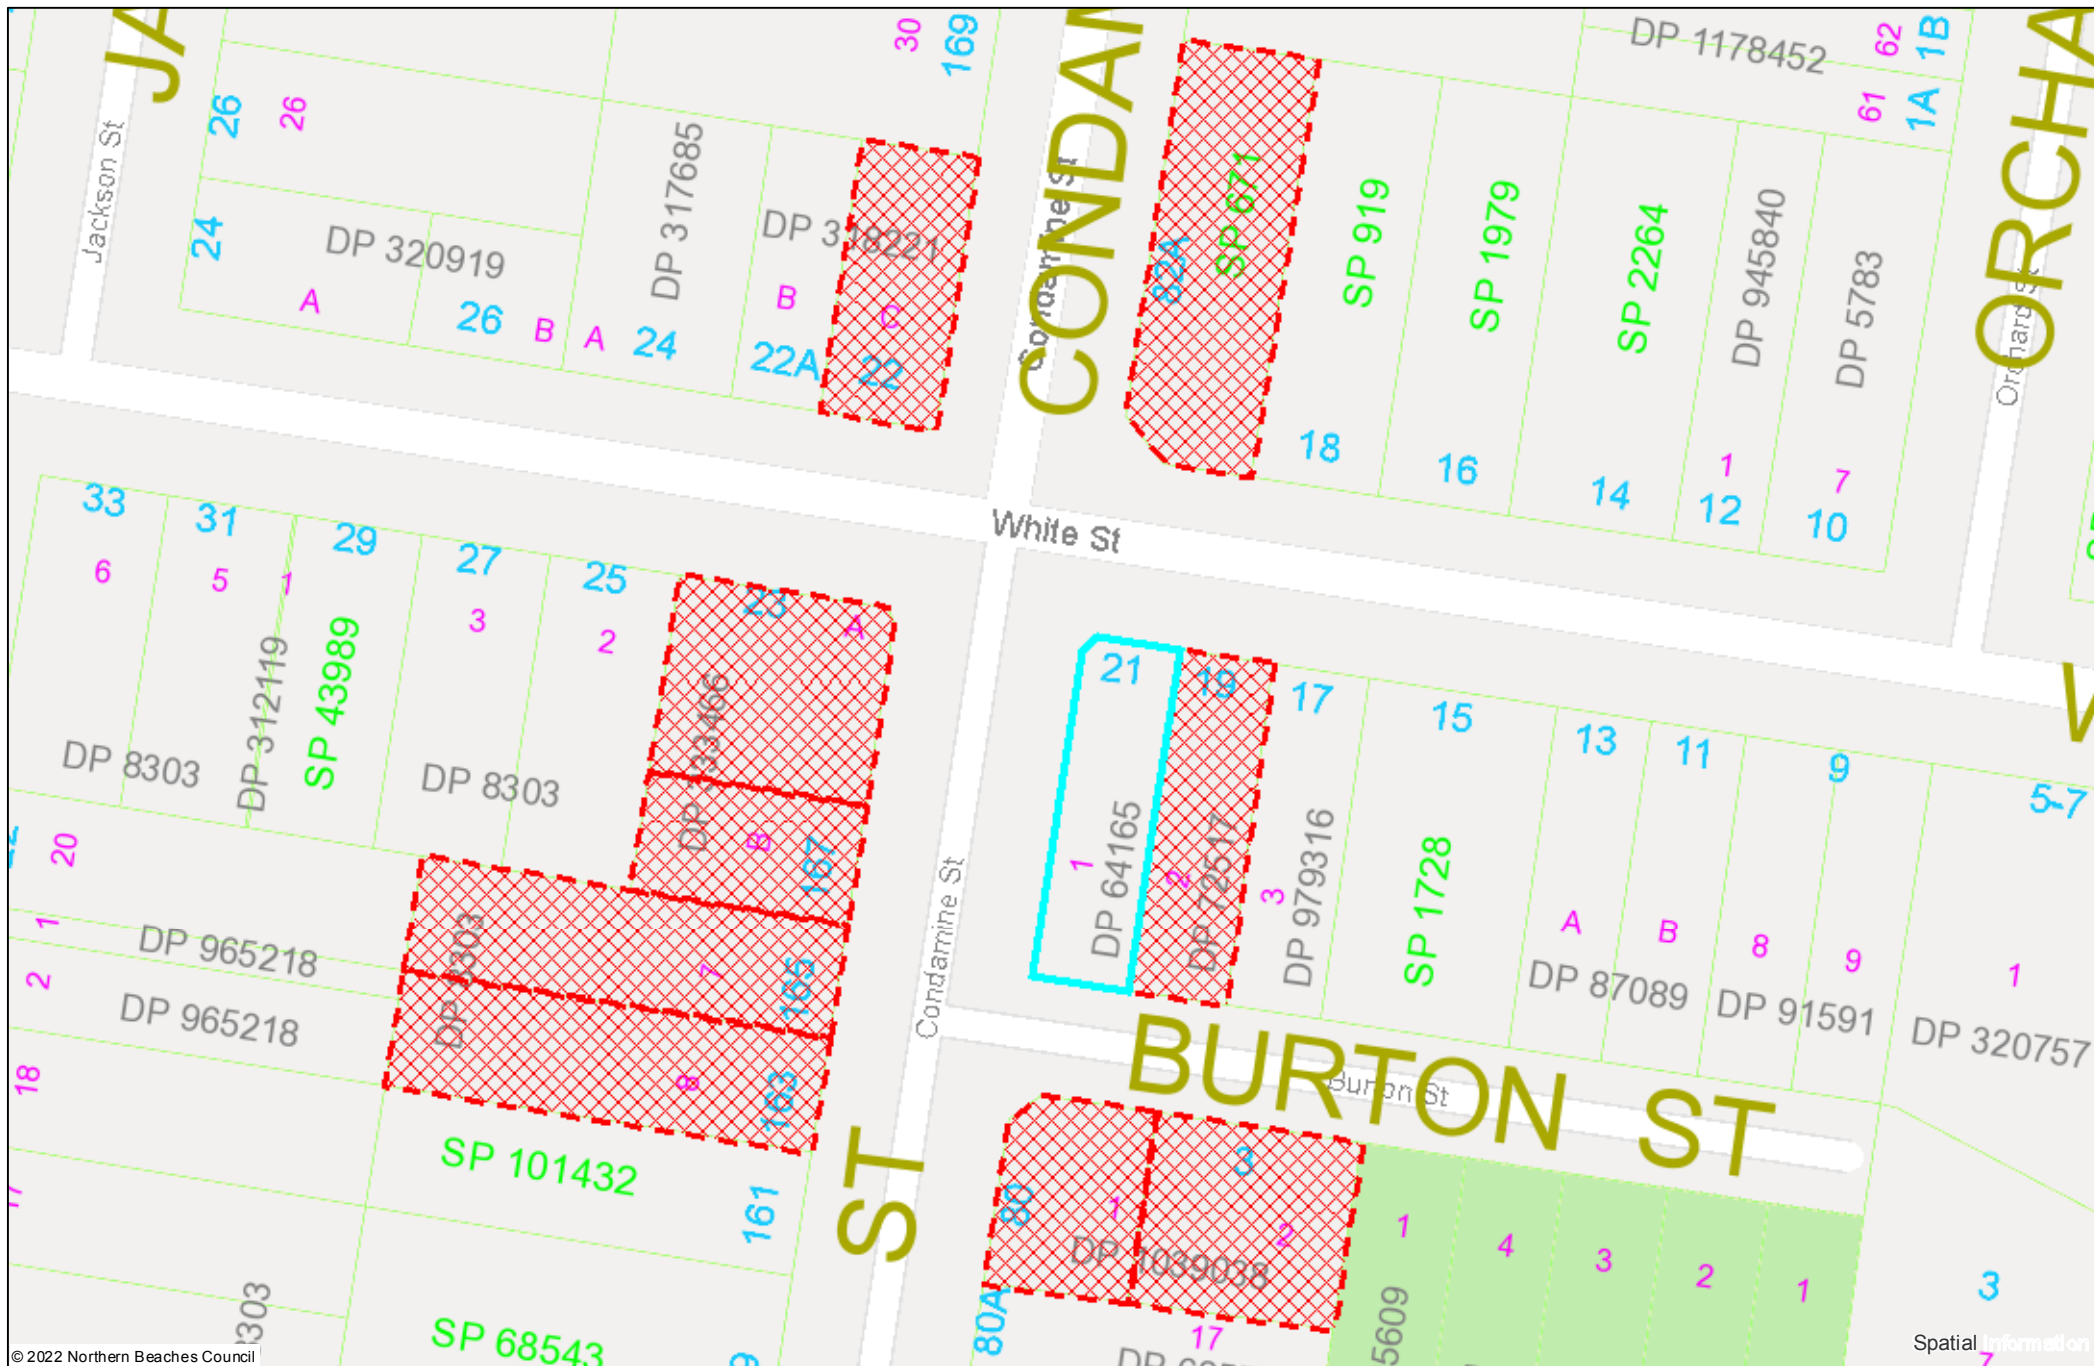 JA
CONDAM
ORCHA
30
169
DP 1178452
62
1B
61
1A
26
26
Jackson St
24
DP 320919
A
26
B
A
DP 317685
24
DP 318221
B
22A
C
22
Condamine St
82A
SP 671
SP 919
18
SP 1979
16
SP 2264
14
DP 945840
1
12
DP 5783
7
10
Orchard St
White St
33
31
29
27
25
23
6
5
1
3
2
A
DP 8303
DP 312119
SP 43989
DP 8303
DP 333466
B
167
20
1
DP 965218
2
DP 965218
18
DP 8303
7
165
8
163
SP 101432
161
SP 68543
Condamine St
ST
21
19
17
15
13
11
9
5-7
1
DP 64165
2
DP 72517
3
DP 979316
SP 1728
A
B
8
9
1
DP 87089
DP 91591
DP 320757
BURTON ST
Burton St
80
1
3
2
DP 1039038
1
4
3
2
1
3
80A
17
5609
7
Spatial Information
© 2022 Northern Beaches Council